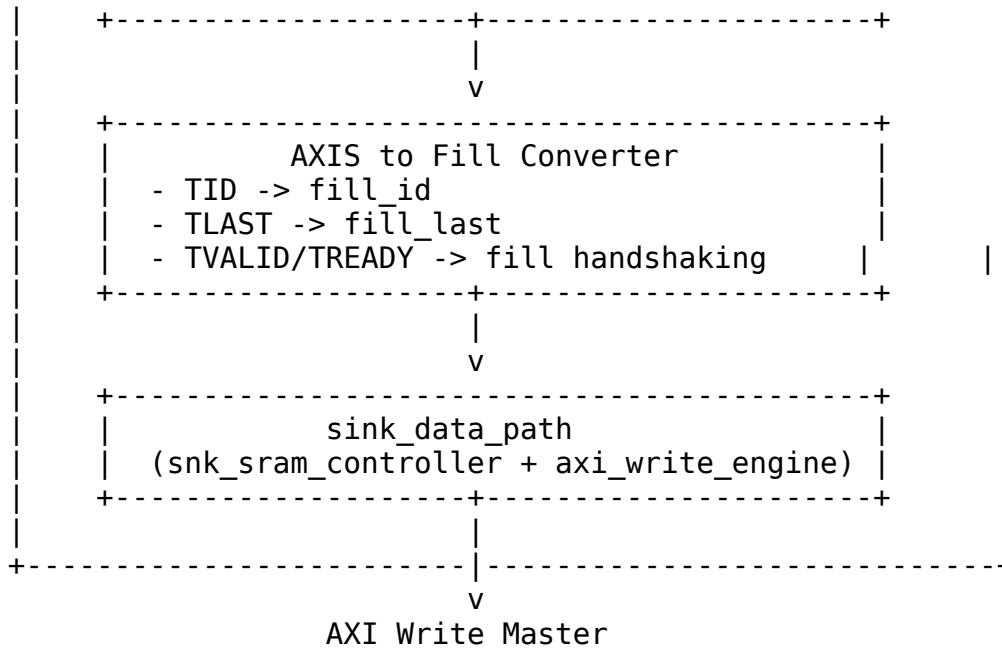 |    +--------------------+----------------------+
|                         |
|                         v
|    +-------------------------------------------+
|    |          AXIS to Fill Converter           |
|    |  - TID -> fill_id                         |
|    |  - TLAST -> fill_last                     |
|    |  - TVALID/TREADY -> fill handshaking     |      |
|    +--------------------+----------------------+
|                         |
|                         v
|    +-------------------------------------------+
|    |            sink_data_path                 |
|    |  (snk_sram_controller + axi_write_engine) |
|    +--------------------+----------------------+
|                         |
+-------------------------|-----------------------------+
                          v
                  AXI Write Master